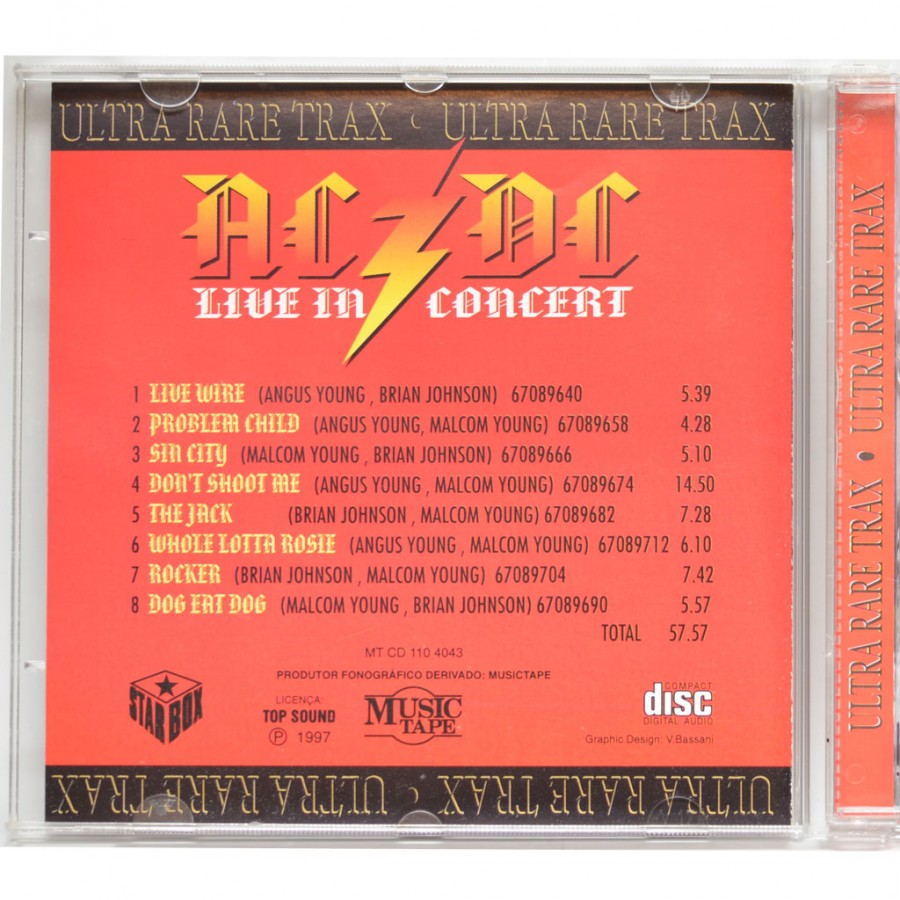 ULTRA RARE TRAX • ULTRA RARE TRAX
AC DC
LIVE IN CONCERT
1 LIVE WIRE (ANGUS YOUNG , BRIAN JOHNSON) 67089640 5.39
2 PROBLEM CHILD (ANGUS YOUNG, MALCOM YOUNG) 67089658 4.28
3 SIN CITY (MALCOM YOUNG , BRIAN JOHNSON) 67089666 5.10
4 DON'T SHOOT ME (ANGUS YOUNG , MALCOM YOUNG) 67089674 14.50
5 THE JACK (BRIAN JOHNSON , MALCOM YOUNG) 67089682 7.28
6 WHOLE LOTTA ROSIE (ANGUS YOUNG , MALCOM YOUNG) 67089712 6.10
7 ROCKER (BRIAN JOHNSON , MALCOM YOUNG) 67089704 7.42
8 DOG EAT DOG (MALCOM YOUNG , BRIAN JOHNSON) 67089690 5.57
TOTAL 57.57
MT CD 110 4043
PRODUTOR FONOGRÁFICO DERIVADO: MUSICTAPE
STAR BOX
LICENÇA:
TOP SOUND
℗ 1997
MUSIC
TAPE
COMPACT
disc
DIGITAL AUDIO
Graphic Design: V.Bassani
ULTRA RARE TRAX • ULTRA RARE TRAX
ULTRA RARE TRAX • ULTRA RARE TRAX